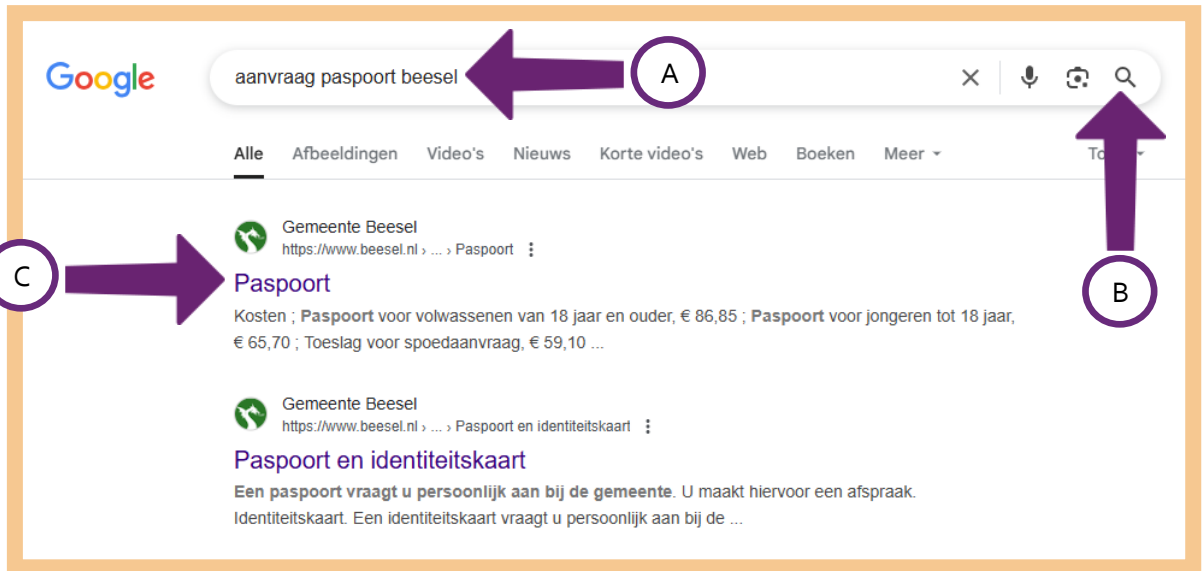 Google
aanvraag paspoort beesel
A
Alle Afbeeldingen Video's Nieuws Korte video's Web Boeken Meer
Gemeente Beesel
https://www.beesel.nl › ... › Paspoort
C
Paspoort
B
Kosten ; Paspoort voor volwassenen van 18 jaar en ouder, € 86,85 ; Paspoort voor jongeren tot 18 jaar,
€ 65,70 ; Toeslag voor spoedaanvraag, € 59,10 ...
Gemeente Beesel
https://www.beesel.nl › ... › Paspoort en identiteitskaart
Paspoort en identiteitskaart
Een paspoort vraagt u persoonlijk aan bij de gemeente. U maakt hiervoor een afspraak.
Identiteitskaart. Een identiteitskaart vraagt u persoonlijk aan bij de ...